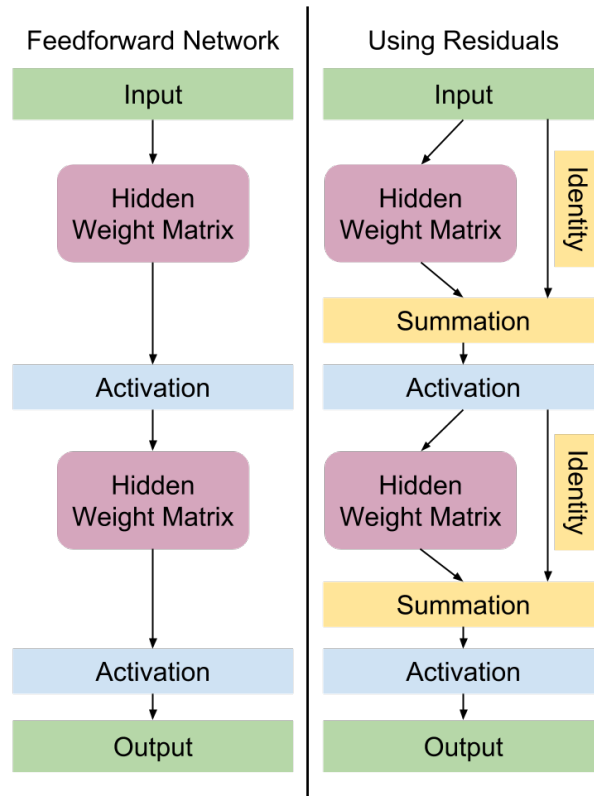 Feedforward Network
Input
Hidden
Weight Matrix
Activation
Hidden
Weight Matrix
Activation
Output
Using Residuals
Input
Hidden
Weight Matrix
Identity
Summation
Activation
Hidden
Weight Matrix
Identity
Summation
Activation
Output